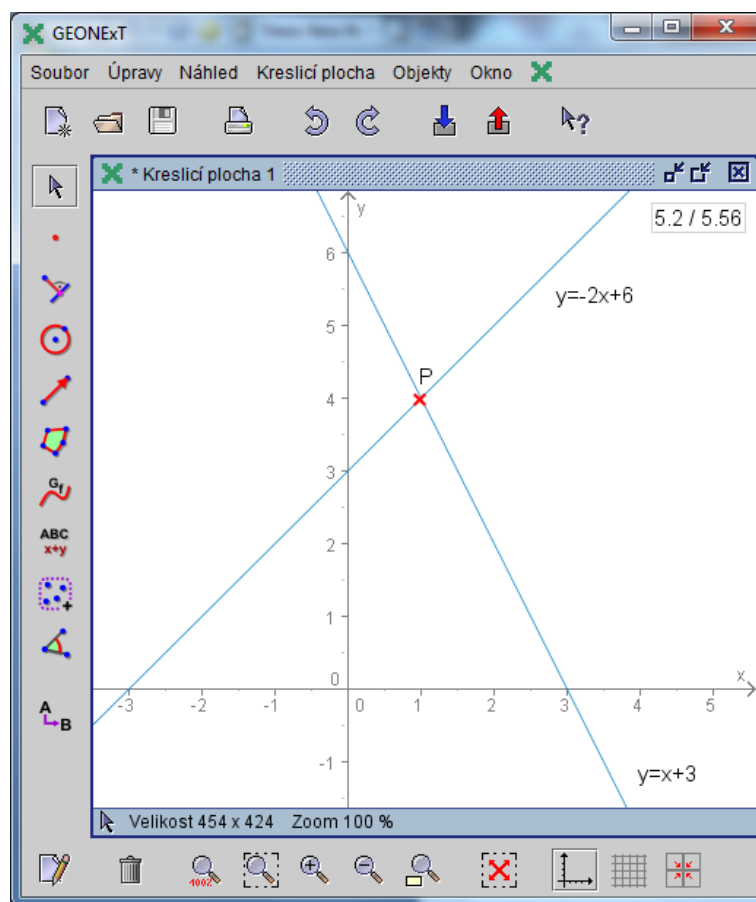 GEONExT
Soubor Úpravy Náhled Kreslicí plocha Objekty Okno
?
* Kreslicí plocha 1
5.2 / 5.56
y
6
y=-2x+6
5
P
4
Gf
3
ABC
x+y
2
1
0
x
-3 -2 -1 0 1 2 3 4 5
A
B
-1
y=x+3
Velikost 454 x 424 Zoom 100 %
100%